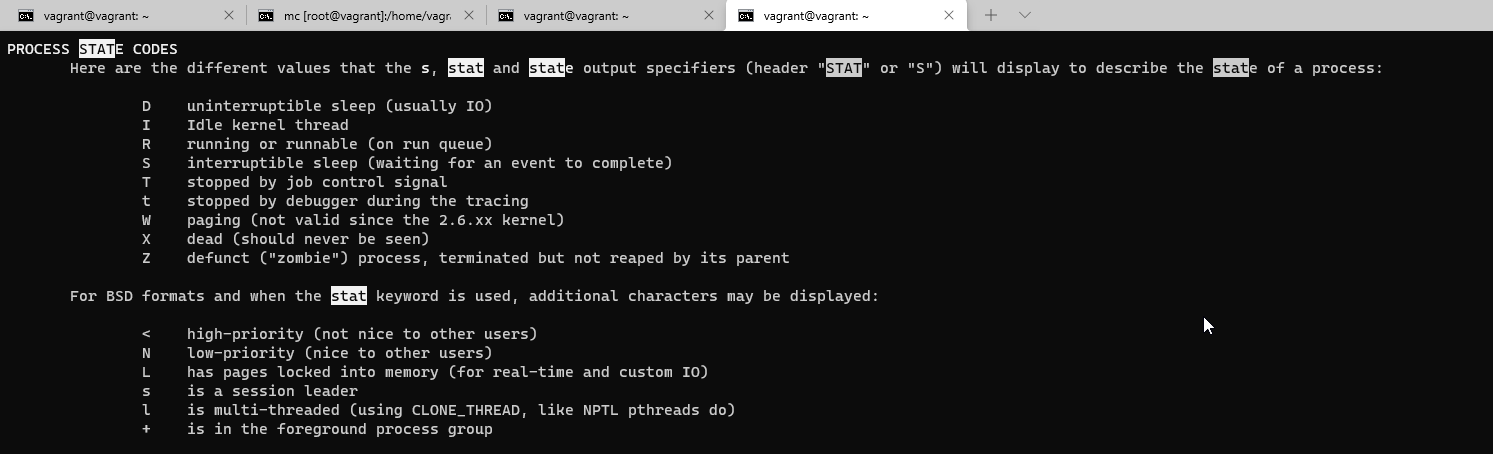 vagrant@vagrant: ~
mc [root@vagrant]:/home/vagr
vagrant@vagrant: ~
vagrant@vagrant: ~
PROCESS STATE CODES
Here are the different values that the s, stat and state output specifiers (header "STAT" or "S") will display to describe the state of a process:
D uninterruptible sleep (usually IO)
I Idle kernel thread
R running or runnable (on run queue)
S interruptible sleep (waiting for an event to complete)
T stopped by job control signal
t stopped by debugger during the tracing
W paging (not valid since the 2.6.xx kernel)
X dead (should never be seen)
Z defunct ("zombie") process, terminated but not reaped by its parent
For BSD formats and when the stat keyword is used, additional characters may be displayed:
< high-priority (not nice to other users)
N low-priority (nice to other users)
L has pages locked into memory (for real-time and custom IO)
s is a session leader
l is multi-threaded (using CLONE_THREAD, like NPTL pthreads do)
+ is in the foreground process group